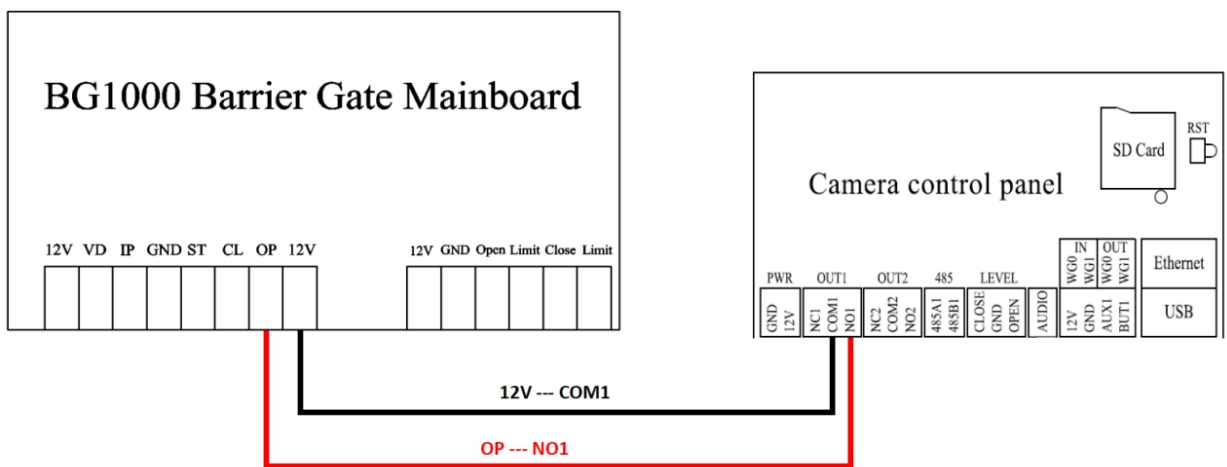 BG1000 Barrier Gate Mainboard
12V VD IP GND ST CL OP 12V
12V GND Open Limit Close Limit
Camera control panel
SD Card
RST
PWR OUT1 OUT2 485 LEVEL
IN OUT
WG0 WG1 WG0 WG1
Ethernet
GND 12V NC1 COM1 NO1 NC2 COM2 NO2 485A1 485B1 CLOSE GND OPEN AUDIO 12V GND AUX1 BUT1
USB
12V --- COM1
OP --- NO1